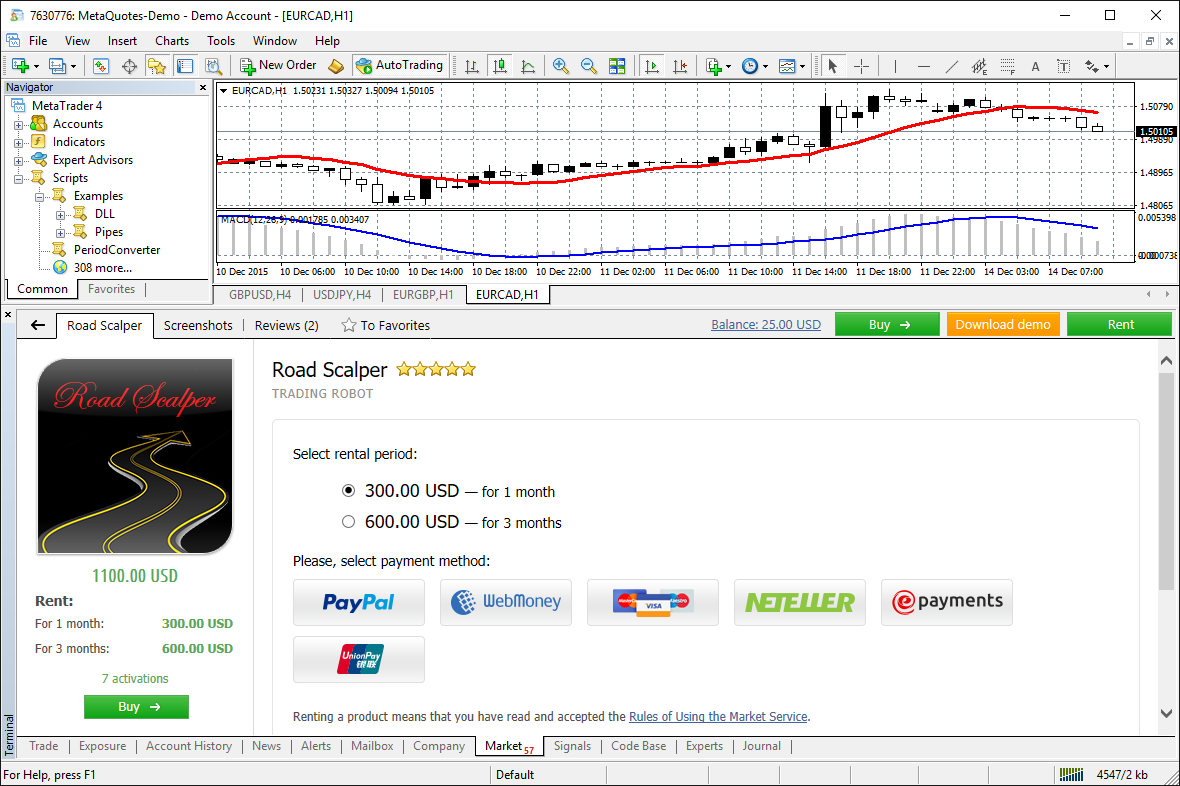 7630776: MetaQuotes-Demo - Demo Account - [EURCAD,H1]
File View Insert Charts Tools Window Help
New Order AutoTrading
Navigator
MetaTrader 4
Accounts
Indicators
Expert Advisors
Scripts
Examples
DLL
Pipes
PeriodConverter
308 more...
Common Favorites
EURCAD,H1 1.50231 1.50327 1.50094 1.50105
1.50790
1.50105
1.49890
1.48965
1.48065
MACD(12,26,9) 0.001785 0.003407
0.005398
10 Dec 2015 10 Dec 06:00 10 Dec 10:00 10 Dec 14:00 10 Dec 18:00 10 Dec 22:00 11 Dec 02:00 11 Dec 06:00 11 Dec 10:00 11 Dec 14:00 11 Dec 18:00 11 Dec 22:00 14 Dec 03:00 14 Dec 07:00
GBPUSD,H4 USDJPY,H4 EURGBP,H1 EURCAD,H1
Road Scalper Screenshots Reviews (2) To Favorites Balance: 25.00 USD Buy → Download demo Rent
Road Scalper
1100.00 USD
Rent:
For 1 month: 300.00 USD
For 3 months: 600.00 USD
7 activations
Buy →
Road Scalper
TRADING ROBOT
Select rental period:
300.00 USD — for 1 month
600.00 USD — for 3 months
Please, select payment method:
PayPal WebMoney MasterCard VISA Maestro NETELLER epayments
UnionPay
银联
Renting a product means that you have read and accepted the Rules of Using the Market Service.
Terminal
Trade Exposure Account History News Alerts Mailbox Company Market 57 Signals Code Base Experts Journal
For Help, press F1 Default 4547/2 kb